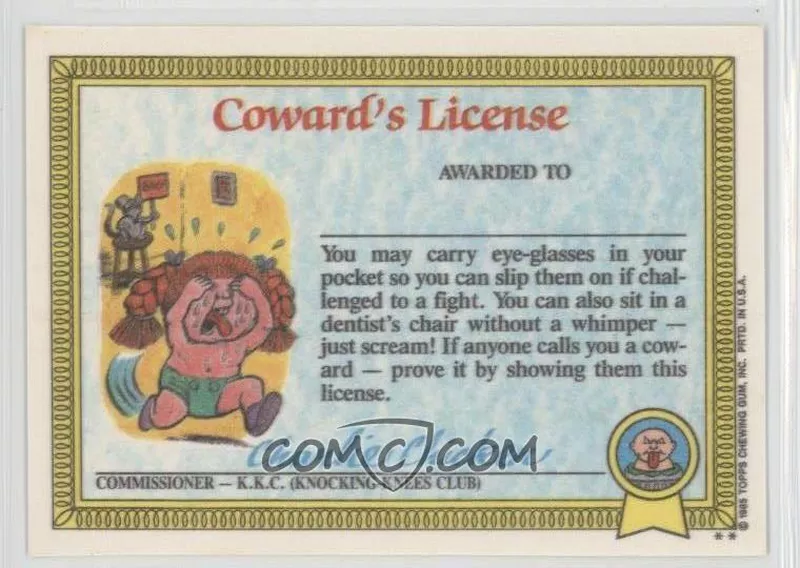 Coward's License
AWARDED TO
You may carry eye-glasses in your
pocket so you can slip them on if chal-
lenged to a fight. You can also sit in a
dentist's chair without a whimper —
just scream! If anyone calls you a cow-
ard — prove it by showing them this
license.
COMC.COM
COMMISSIONER — K.K.C. (KNOCKING KNEES CLUB)
** © 1985 TOPPS CHEWING GUM, INC. PRTD. IN U.S.A.